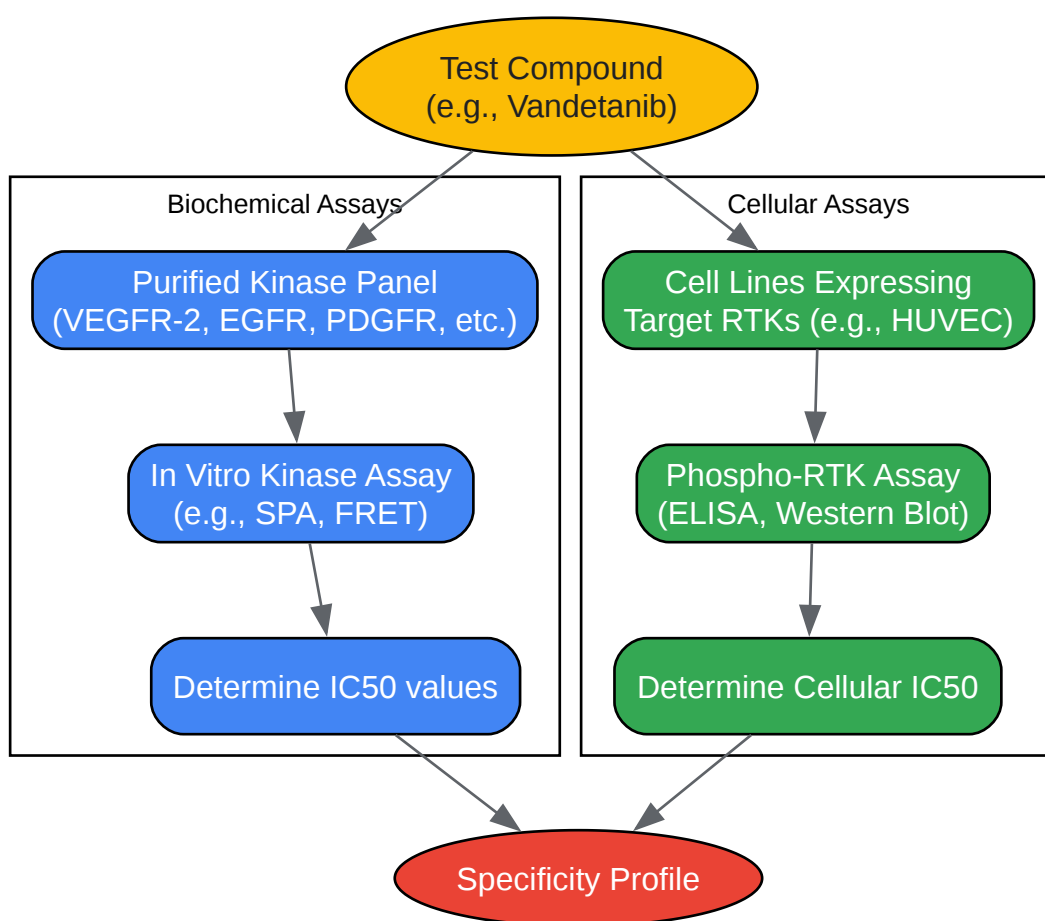 Test Compound
(e.g., Vandetanib)
Biochemical Assays
Purified Kinase Panel
(VEGFR-2, EGFR, PDGFR, etc.)
In Vitro Kinase Assay
(e.g., SPA, FRET)
Determine IC50 values
Cellular Assays
Cell Lines Expressing
Target RTKs (e.g., HUVEC)
Phospho-RTK Assay
(ELISA, Western Blot)
Determine Cellular IC50
Specificity Profile